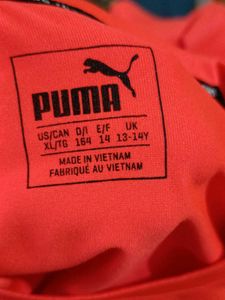 PUMA
US/CAN D/I E/F UK
XL/TG 164 14 13-14Y
MADE IN VIETNAM
FABRIQUÉ AU VIETNAM